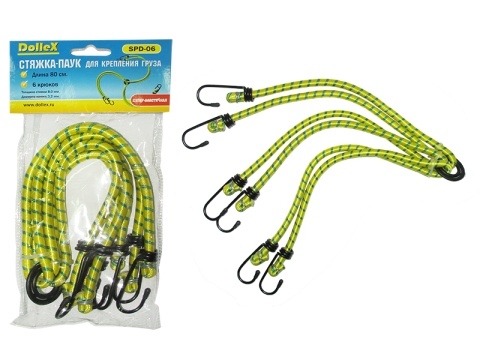 DolleX
SPD-06
СТЯЖКА-ПАУК ДЛЯ КРЕПЛЕНИЯ ГРУЗА
Длина 80 см.
6 крюков
www.dollex.ru